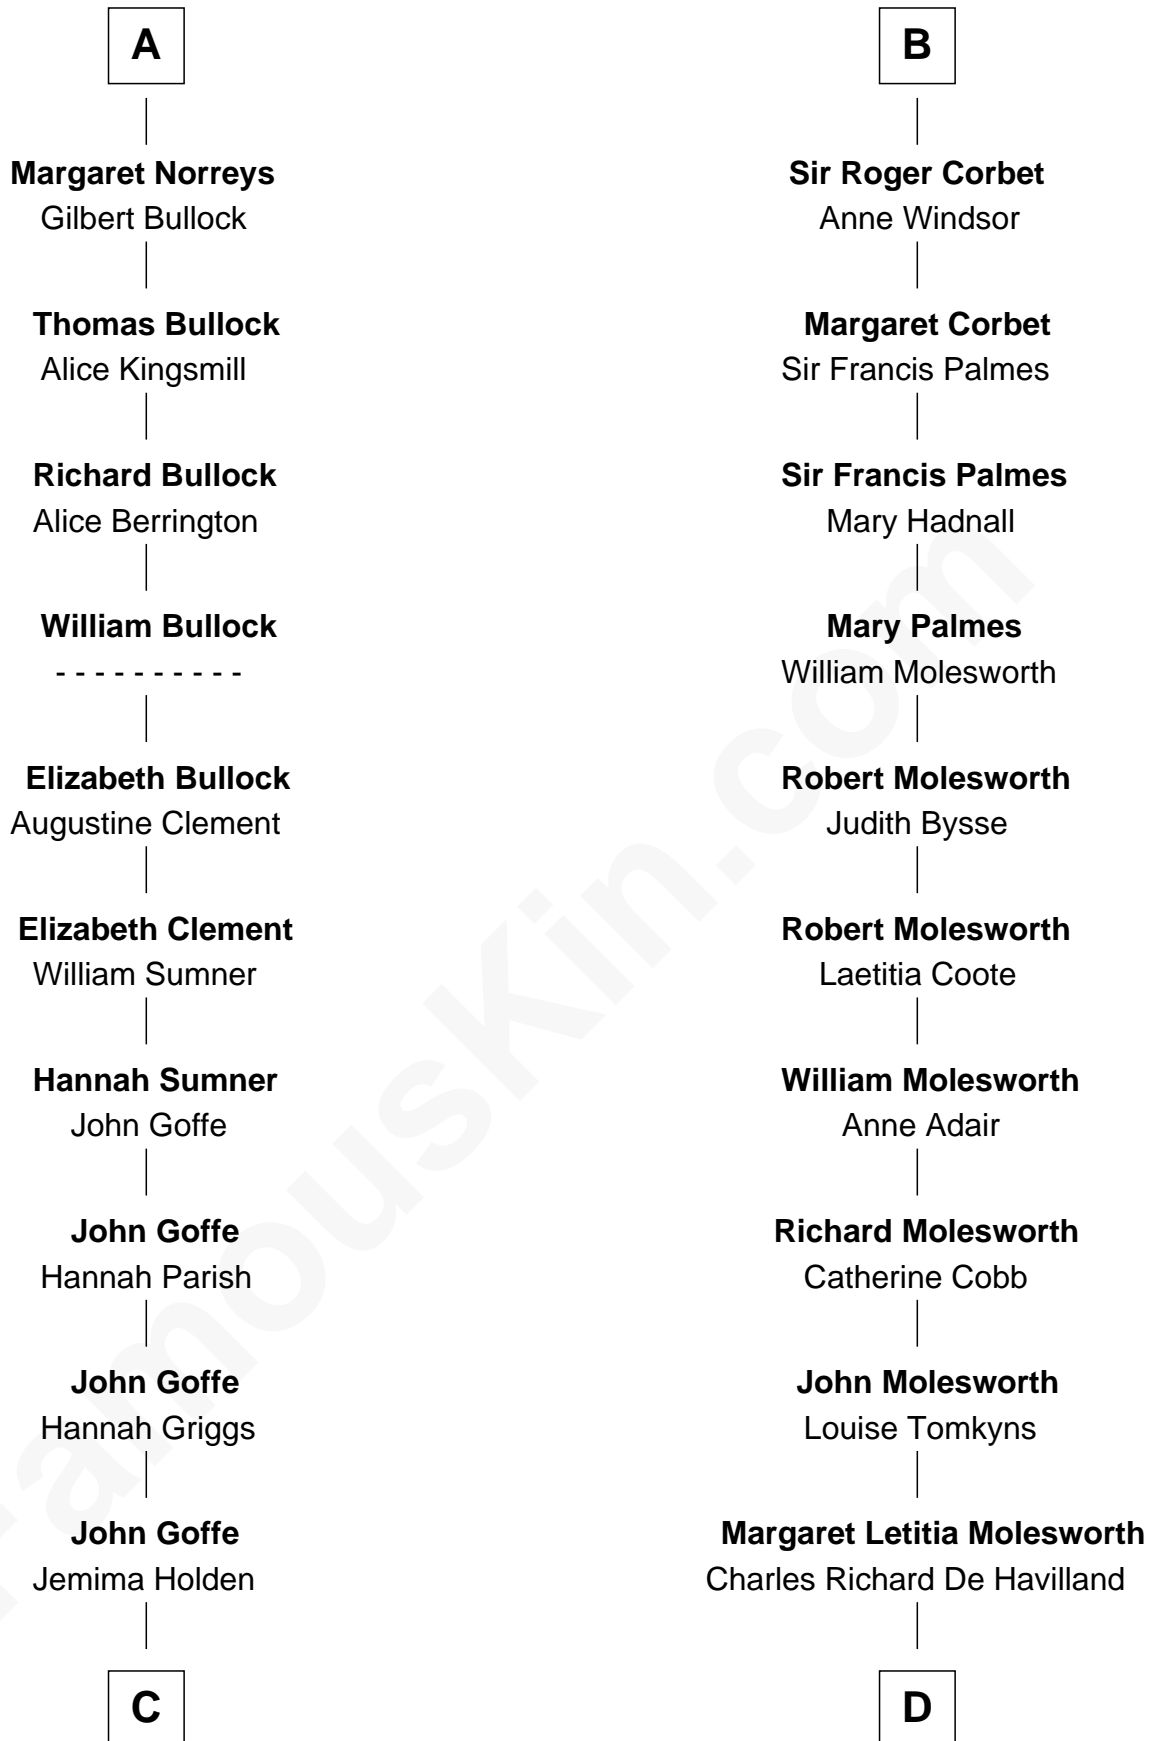 A
Margaret Norreys
Gilbert Bullock
Thomas Bullock
Alice Kingsmill
Richard Bullock
Alice Berrington
William Bullock
- - - - - - - - - -
Elizabeth Bullock
Augustine Clement
Elizabeth Clement
William Sumner
Hannah Sumner
John Goffe
John Goffe
Hannah Parish
John Goffe
Hannah Griggs
John Goffe
Jemima Holden
C
B
Sir Roger Corbet
Anne Windsor
Margaret Corbet
Sir Francis Palmes
Sir Francis Palmes
Mary Hadnall
Mary Palmes
William Molesworth
Robert Molesworth
Judith Bysse
Robert Molesworth
Laetitia Coote
William Molesworth
Anne Adair
Richard Molesworth
Catherine Cobb
John Molesworth
Louise Tomkyns
Margaret Letitia Molesworth
Charles Richard De Havilland
D
FamousKin.com